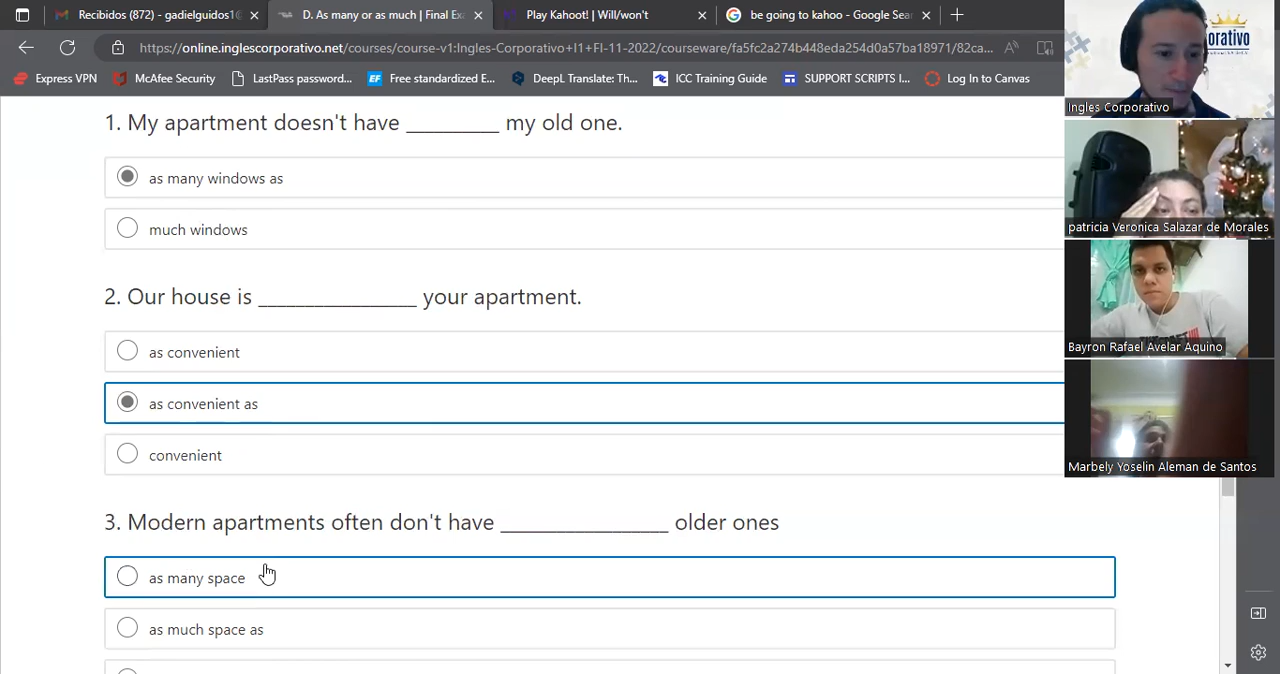 Recibidos (872) - gadielguidos1@
D. As many or as much | Final Exa
Play Kahoot! | Will/won't
be going to kahoo - Google Sear
https://online.inglescorporativo.net/courses/course-v1:Ingles-Corporativo+I1+FI-11-2022/courseware/fa5fc2a274b448eda254d0a57ba18971/82ca...
Express VPN
McAfee Security
LastPass password...
EF
Free standardized E...
DeepL Translate: Th...
ICC Training Guide
SUPPORT SCRIPTS I...
Log In to Canvas
orativo
Ingles Corporativo
patricia Veronica Salazar de Morales
Bayron Rafael Avelar Aquino
Marbely Yoselin Aleman de Santos
1. My apartment doesn't have _________ my old one.
as many windows as
much windows
2. Our house is _______________ your apartment.
as convenient
as convenient as
convenient
3. Modern apartments often don't have ________________ older ones
as many space
as much space as